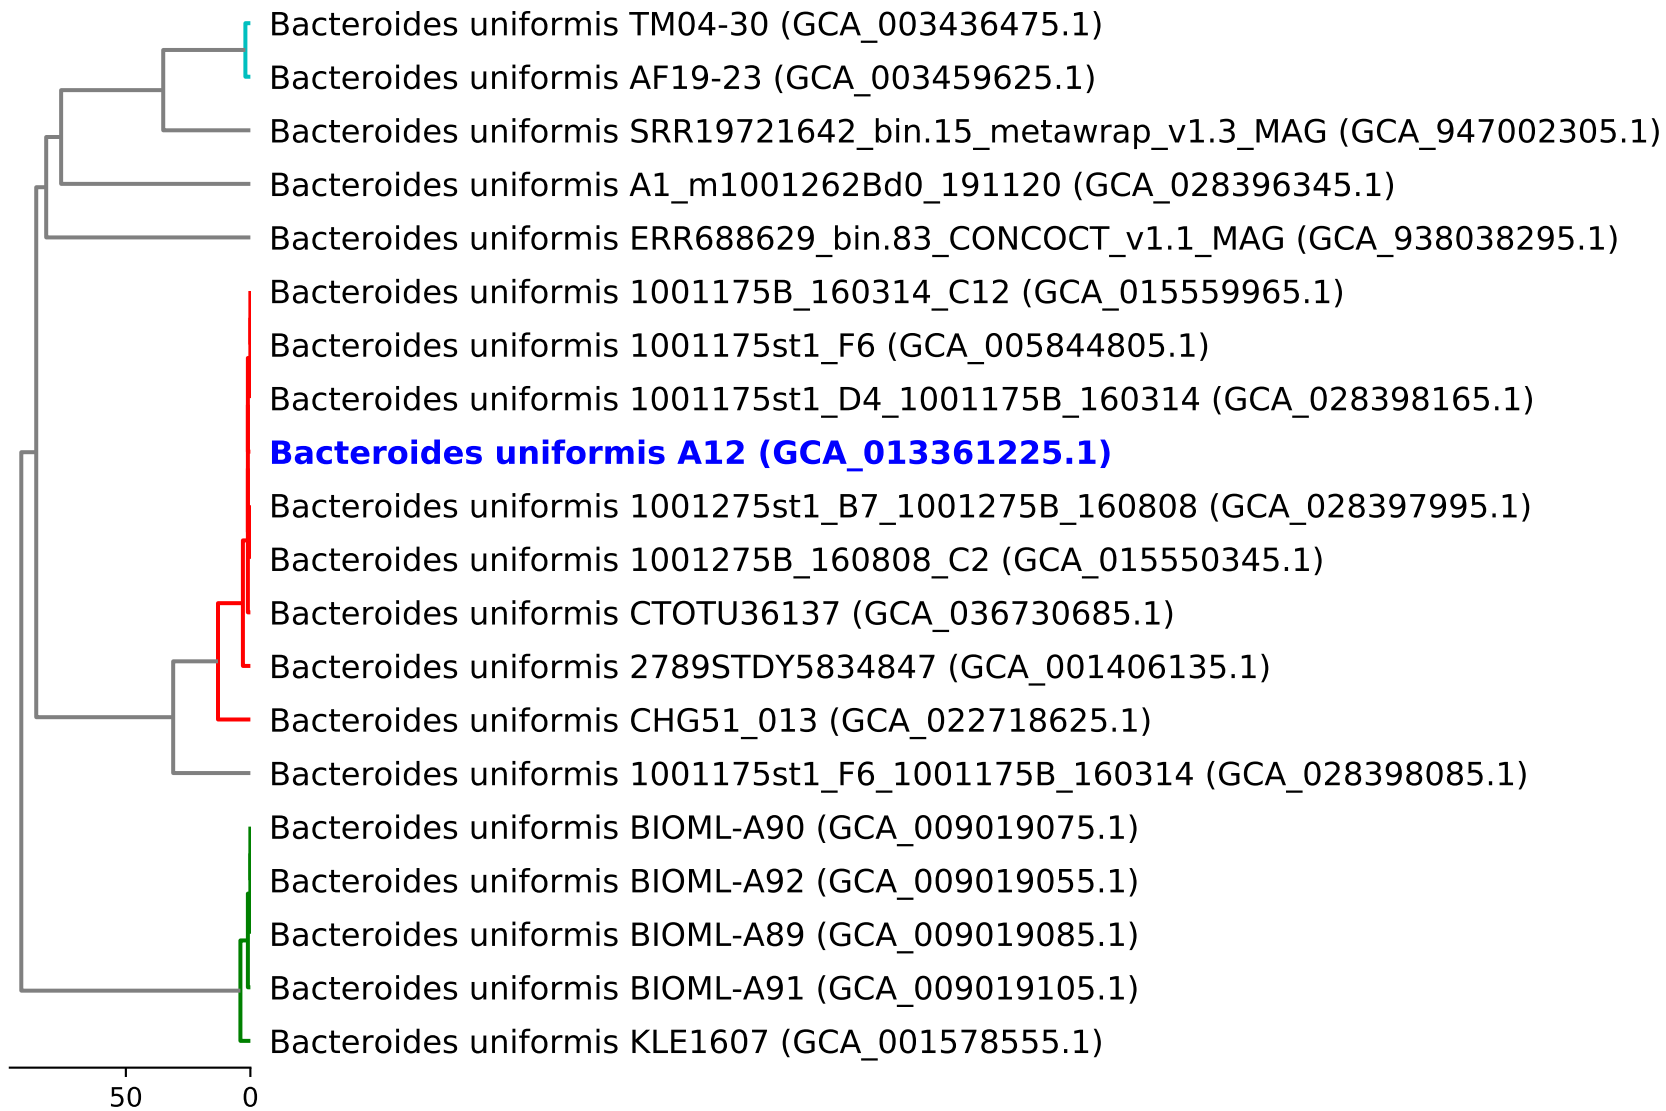 Bacteroides uniformis TM04-30 (GCA_003436475.1)
Bacteroides uniformis AF19-23 (GCA_003459625.1)
Bacteroides uniformis SRR19721642_bin.15_metawrap_v1.3_MAG (GCA_947002305.1)
Bacteroides uniformis A1_m1001262Bd0_191120 (GCA_028396345.1)
Bacteroides uniformis ERR688629_bin.83_CONCOCT_v1.1_MAG (GCA_938038295.1)
Bacteroides uniformis 1001175B_160314_C12 (GCA_015559965.1)
Bacteroides uniformis 1001175st1_F6 (GCA_005844805.1)
Bacteroides uniformis 1001175st1_D4_1001175B_160314 (GCA_028398165.1)
Bacteroides uniformis A12 (GCA_013361225.1)
Bacteroides uniformis 1001275st1_B7_1001275B_160808 (GCA_028397995.1)
Bacteroides uniformis 1001275B_160808_C2 (GCA_015550345.1)
Bacteroides uniformis CTOTU36137 (GCA_036730685.1)
Bacteroides uniformis 2789STDY5834847 (GCA_001406135.1)
Bacteroides uniformis CHG51_013 (GCA_022718625.1)
Bacteroides uniformis 1001175st1_F6_1001175B_160314 (GCA_028398085.1)
Bacteroides uniformis BIOML-A90 (GCA_009019075.1)
Bacteroides uniformis BIOML-A92 (GCA_009019055.1)
Bacteroides uniformis BIOML-A89 (GCA_009019085.1)
Bacteroides uniformis BIOML-A91 (GCA_009019105.1)
Bacteroides uniformis KLE1607 (GCA_001578555.1)
50 0